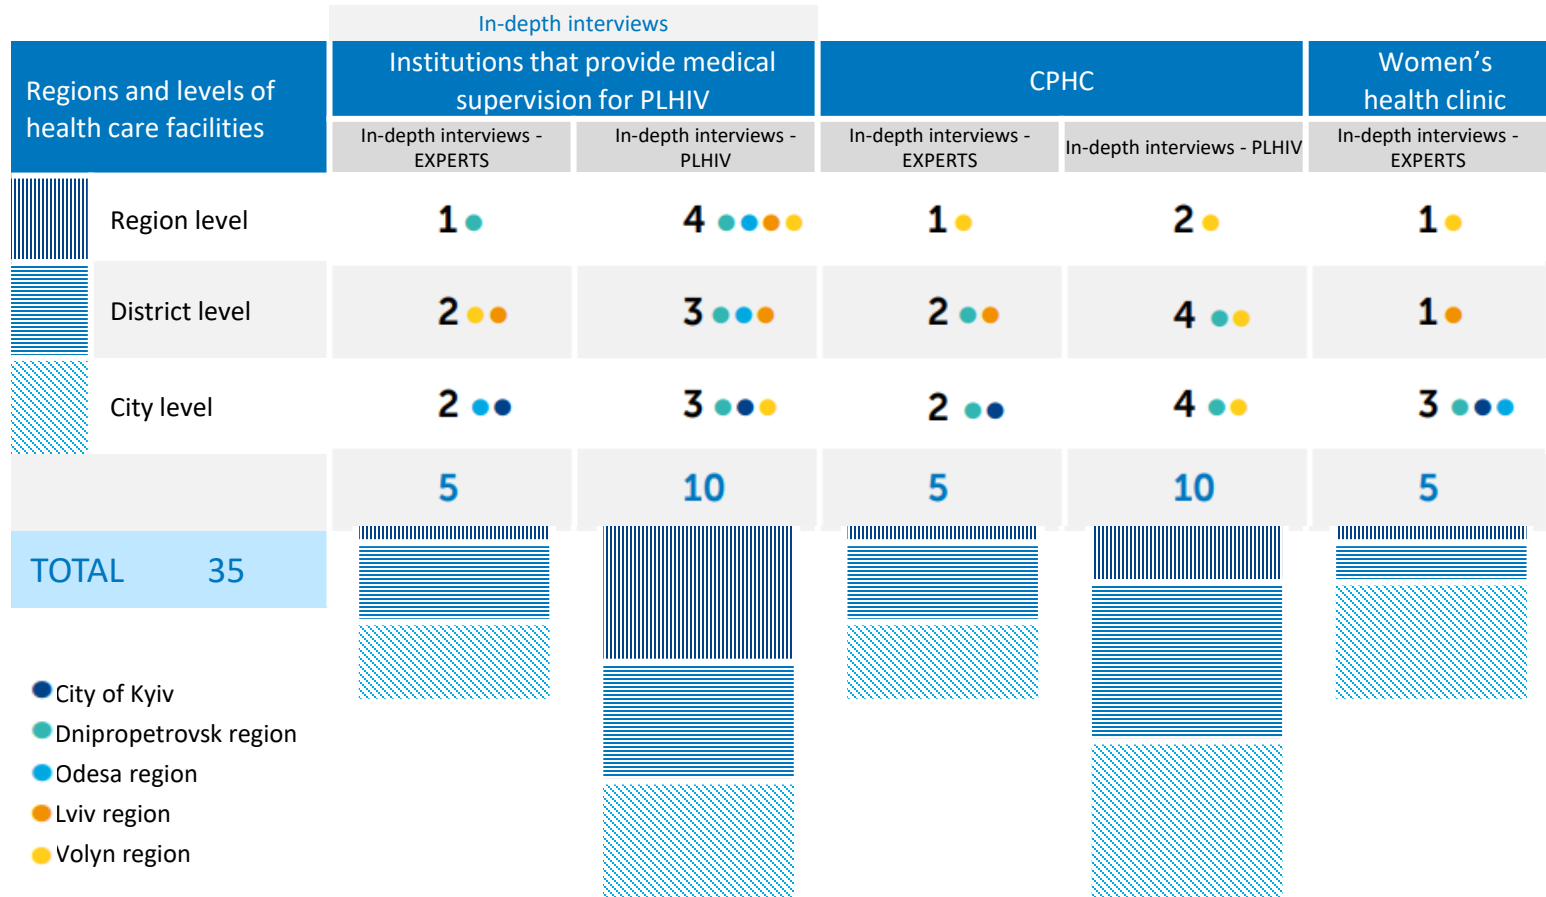 In-depth interviews
Regions and levels of
health care facilities
Institutions that provide medical
supervision for PLHIV
CPHC
Women's
health clinic
In-depth interviews -
EXPERTS
In-depth interviews -
PLHIV
In-depth interviews -
EXPERTS
In-depth interviews - PLHIV
In-depth interviews -
EXPERTS
Region level 1 4 1 2 1
District level 2 3 2 4 1
City level 2 3 2 4 3
5 10 5 10 5
TOTAL 35
City of Kyiv
Dnipropetrovsk region
Odesa region
Lviv region
Volyn region